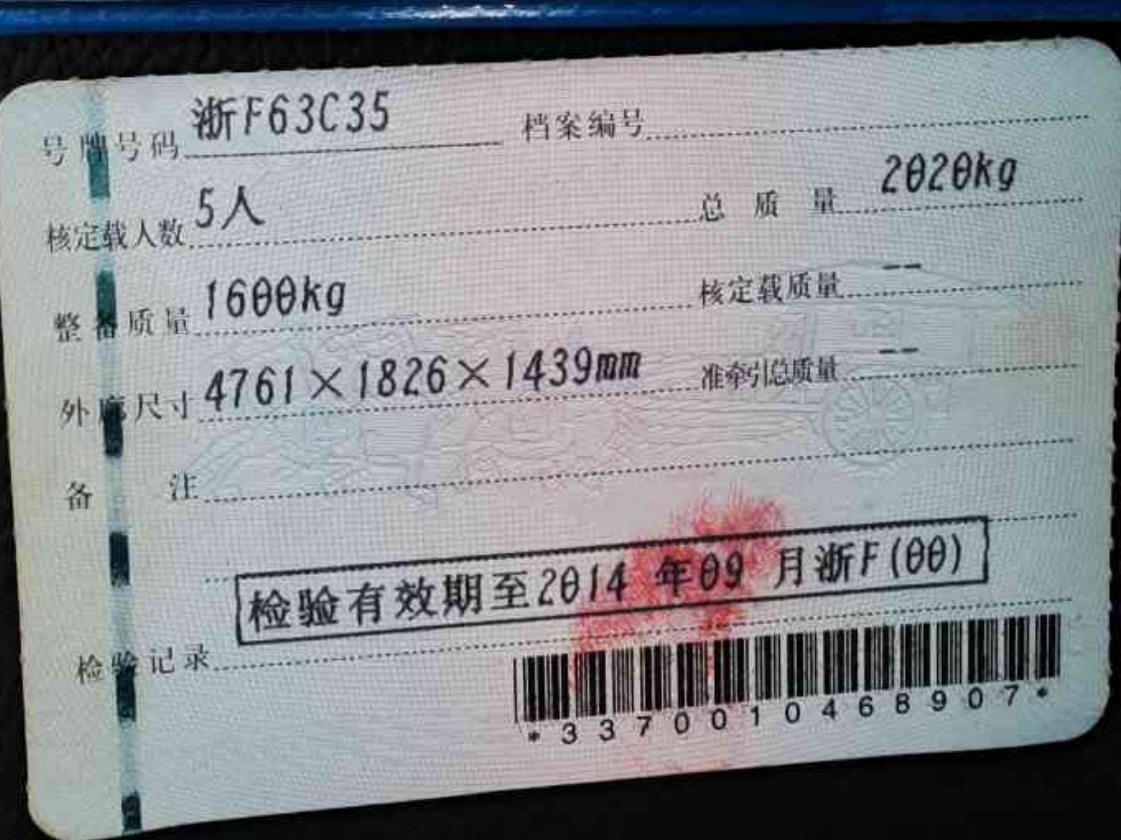 号牌号码 浙F63C35 档案编号
核定载人数 5人 总质量 2020kg
整备质量 1600kg 核定载质量 --
外廓尺寸 4761×1826×1439mm 准牵引总质量 --
备注
检验有效期至2014 年09 月浙F(00)
检验记录
*3370010468907*